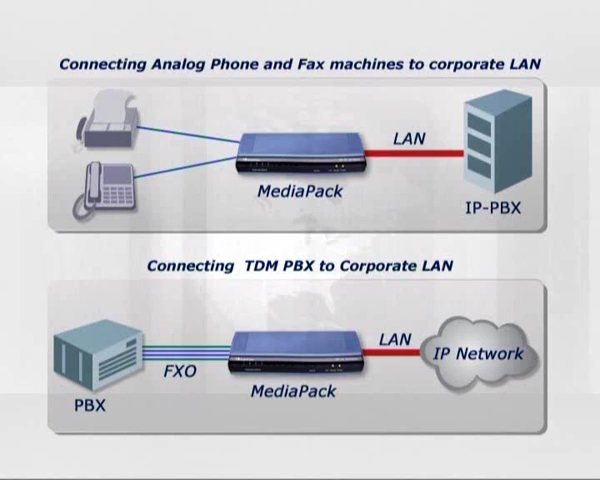 Connecting Analog Phone and Fax machines to corporate LAN
LAN
MediaPack
IP-PBX
Connecting TDM PBX to Corporate LAN
LAN
IP Network
FXO
MediaPack
PBX